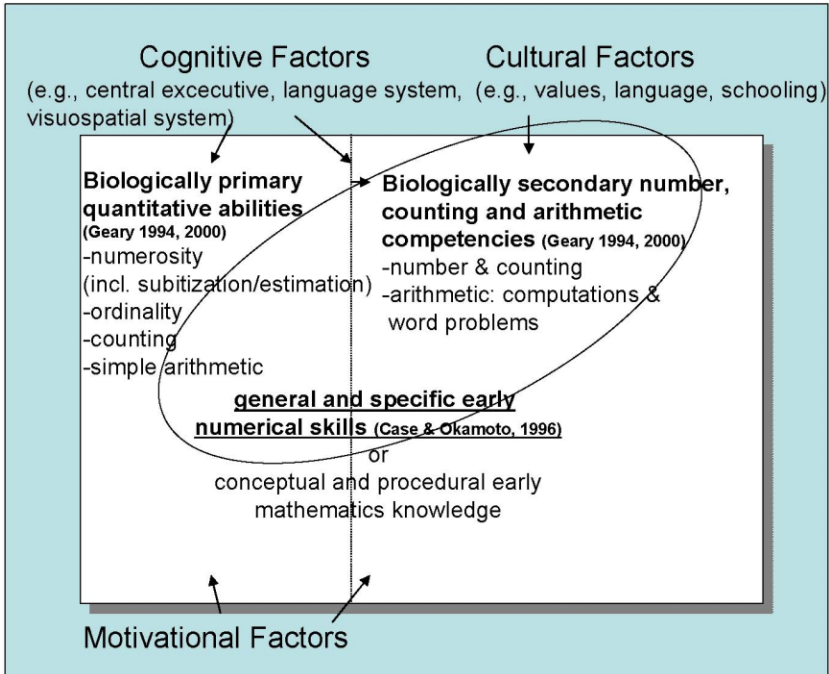 Cognitive Factors
(e.g., central excecutive, language system,
visuospatial system)
Cultural Factors
(e.g., values, language, schooling)
Biologically primary
quantitative abilities
(Geary 1994, 2000)
-numerosity
(incl. subitization/estimation)
-ordinality
-counting
-simple arithmetic
Biologically secondary number,
counting and arithmetic
competencies (Geary 1994, 2000)
-number & counting
-arithmetic: computations &
word problems
general and specific early
numerical skills (Case & Okamoto, 1996)
or
conceptual and procedural early
mathematics knowledge
Motivational Factors